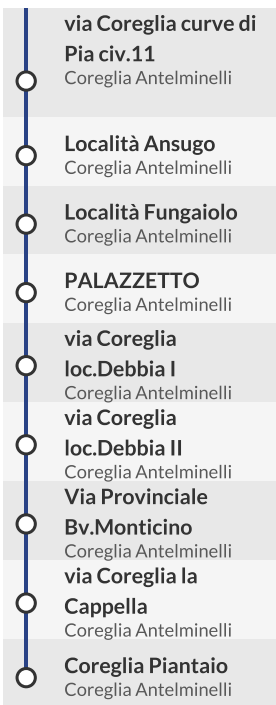 via Coreglia curve di
Pia civ.11
Coreglia Antelminelli
Località Ansugo
Coreglia Antelminelli
Località Fungaiolo
Coreglia Antelminelli
PALAZZETTO
Coreglia Antelminelli
via Coreglia
loc.Debbia I
Coreglia Antelminelli
via Coreglia
loc.Debbia II
Coreglia Antelminelli
Via Provinciale
Bv.Monticino
Coreglia Antelminelli
via Coreglia la
Cappella
Coreglia Antelminelli
Coreglia Piantaio
Coreglia Antelminelli